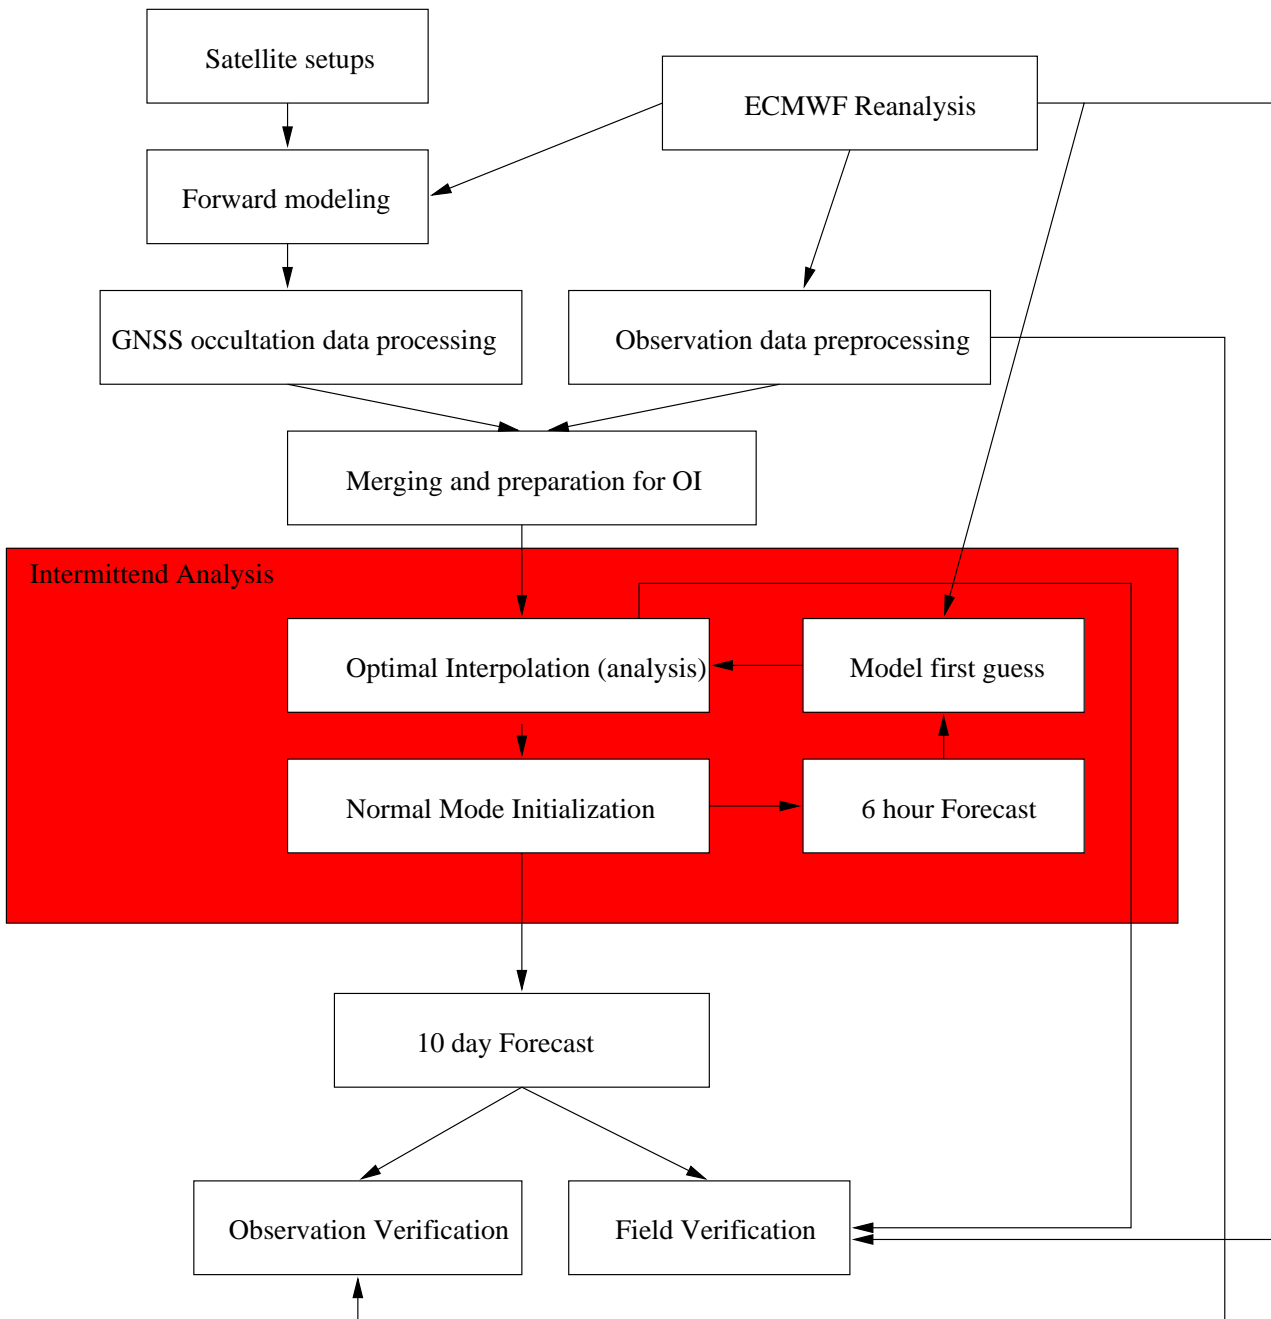 Satellite setups
ECMWF Reanalysis
Forward modeling
GNSS occultation data processing
Observation data preprocessing
Merging and preparation for OI
Intermittend Analysis
Optimal Interpolation (analysis)
Model first guess
Normal Mode Initialization
6 hour Forecast
10 day Forecast
Observation Verification
Field Verification